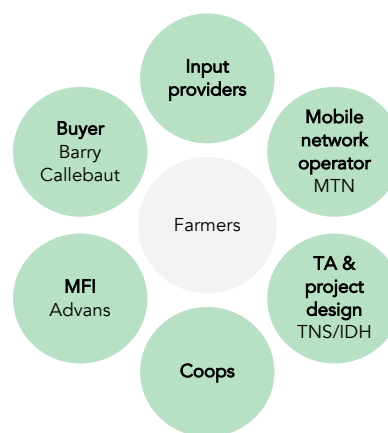 Input
providers
Buyer
Barry
Callebaut
Mobile
network
operator
MTN
Farmers
MFI
Advans
TA &
project
design
TNS/IDH
Coops